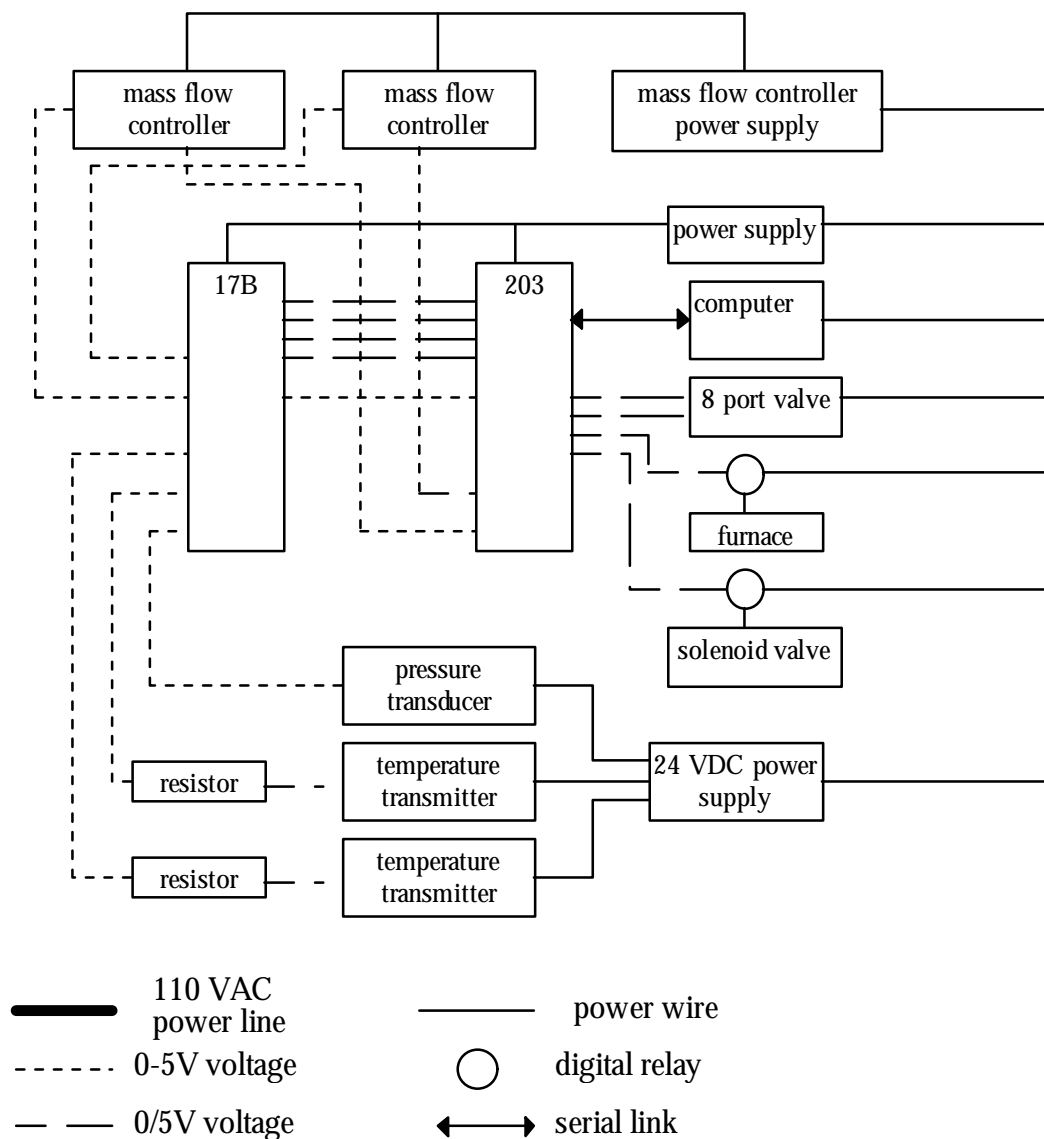 mass flow
controller
mass flow
controller
mass flow controller
power supply
power supply
17B
203
computer
8 port valve
furnace
solenoid valve
pressure
transducer
24 VDC power
supply
temperature
transmitter
resistor
temperature
transmitter
resistor
110 VAC
power line
power wire
0-5V voltage
digital relay
0/5V voltage
serial link